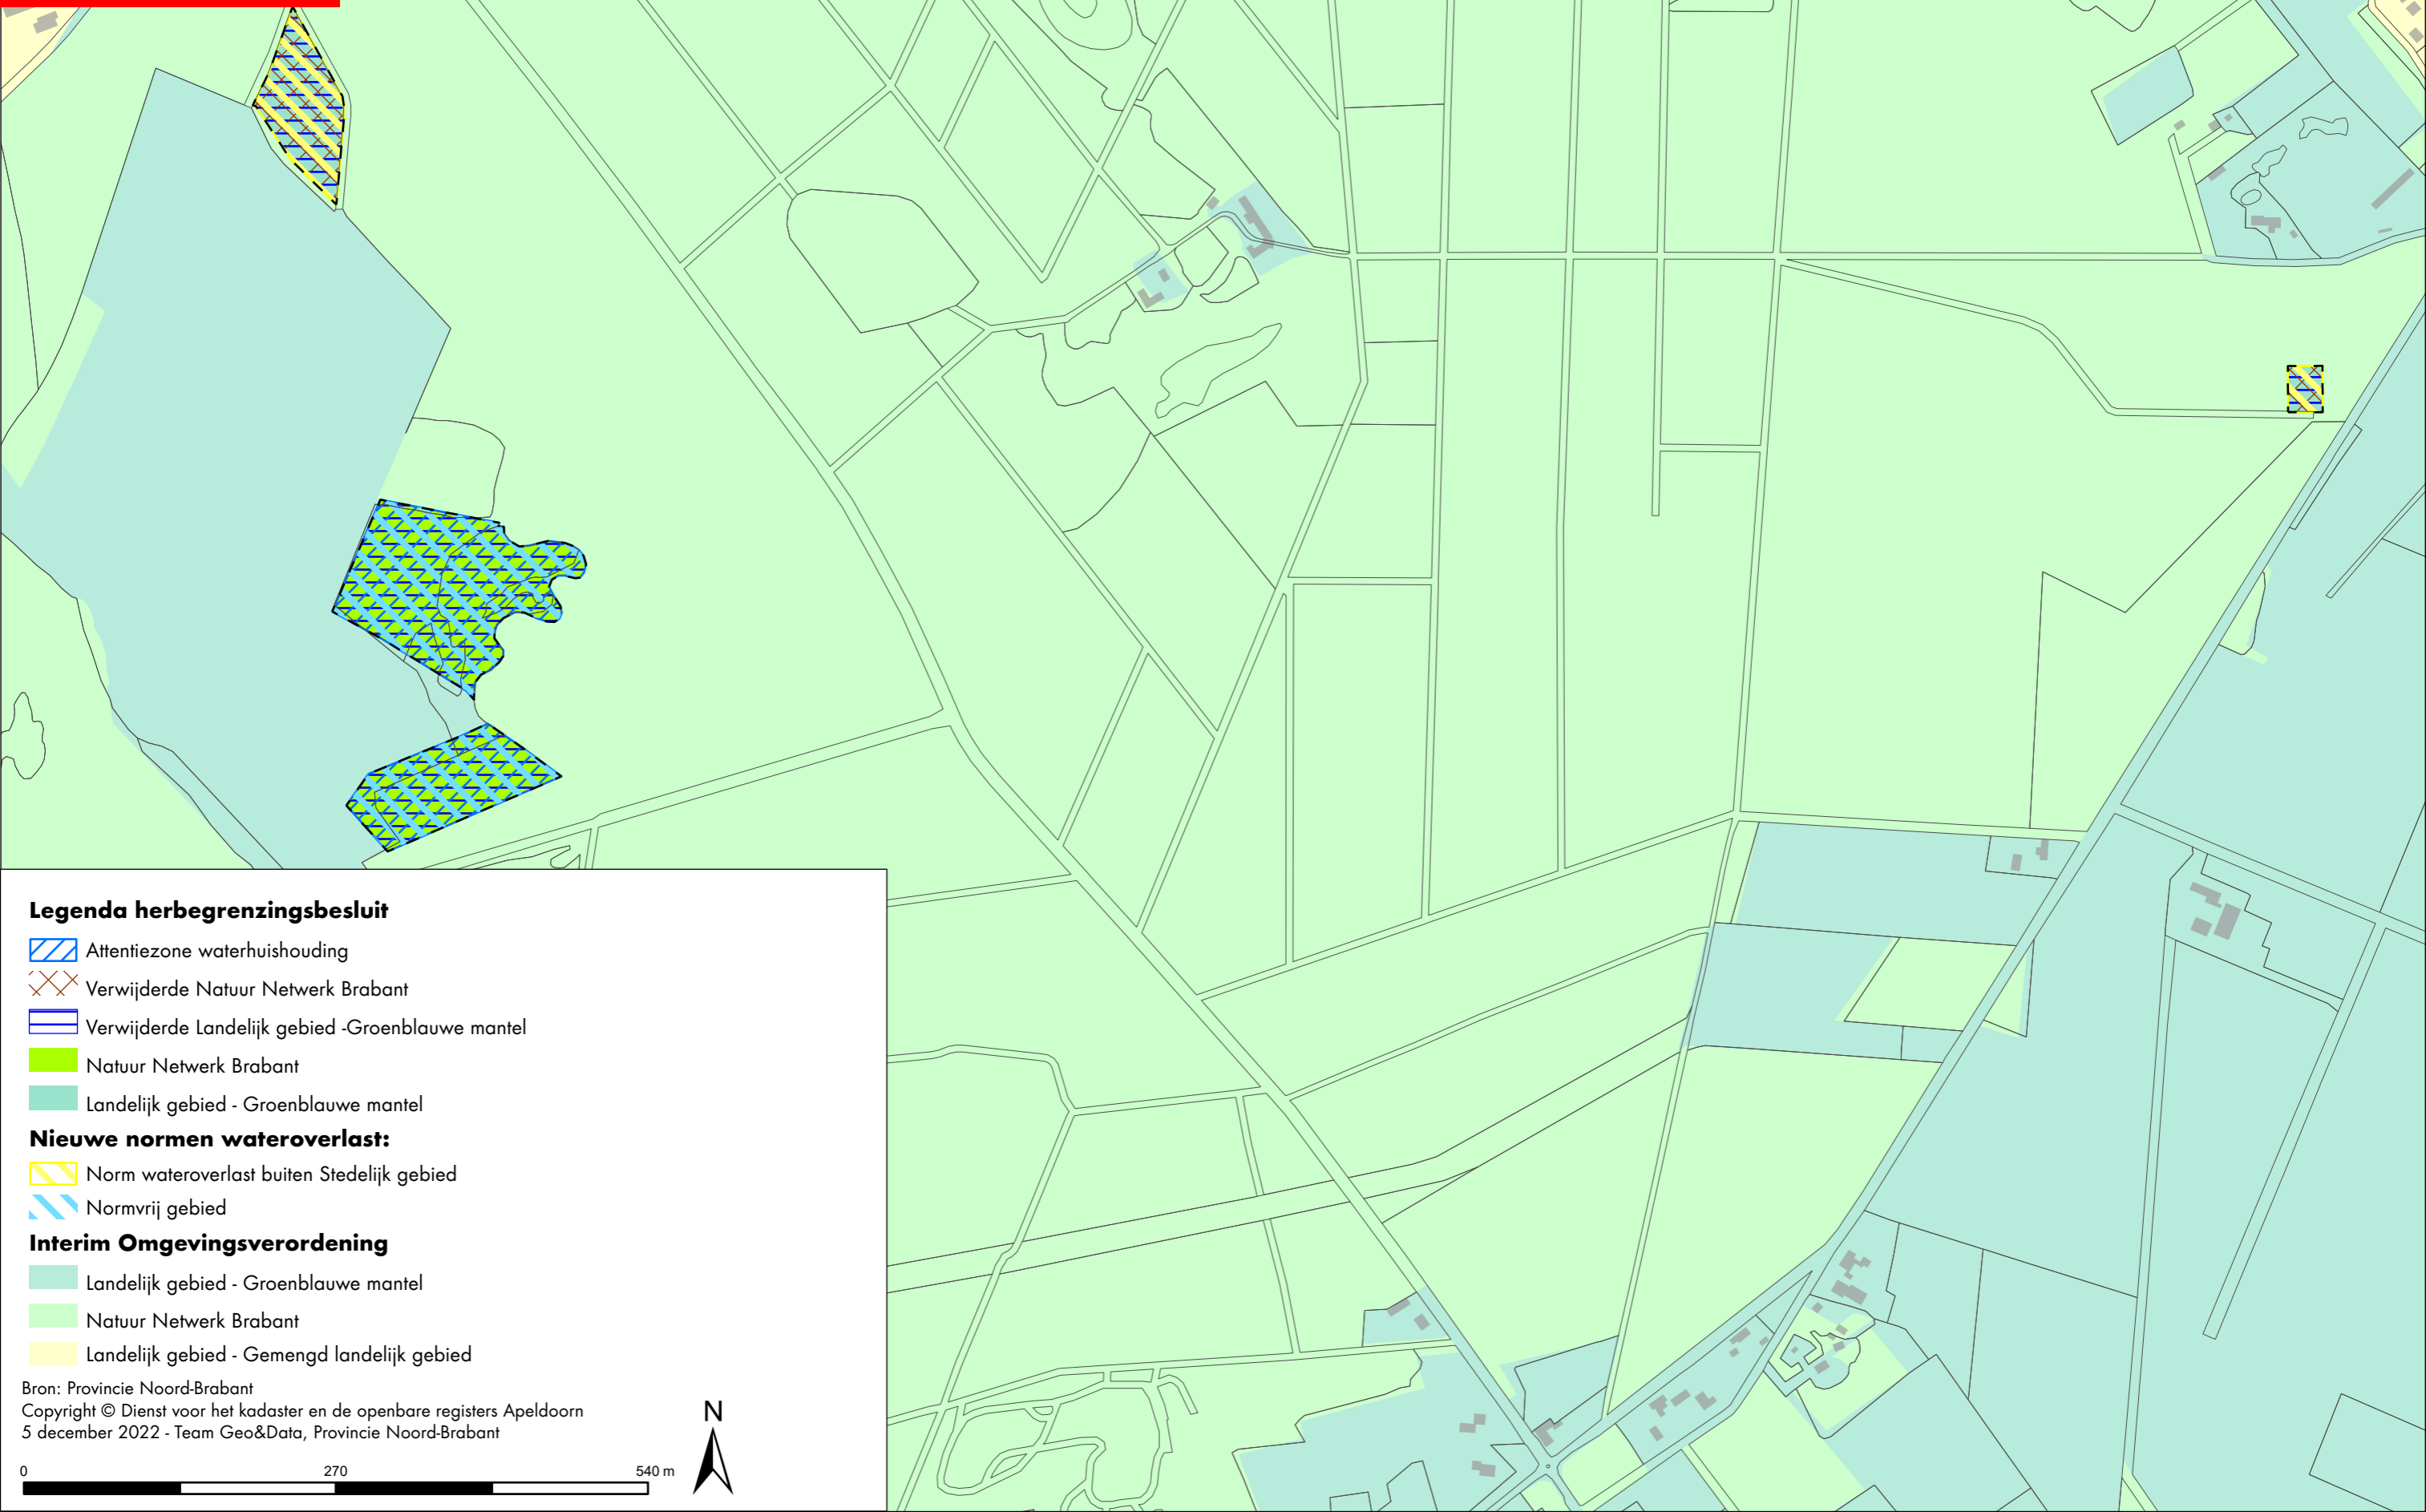 Legenda herbegrenzingsbesluit
Attentiezone waterhuishouding
Verwijderde Natuur Netwerk Brabant
Verwijderde Landelijk gebied -Groenblauwe mantel
Natuur Netwerk Brabant
Landelijk gebied - Groenblauwe mantel
Nieuwe normen wateroverlast:
Norm wateroverlast buiten Stedelijk gebied
Normvrij gebied
Interim Omgevingsverordening
Landelijk gebied - Groenblauwe mantel
Natuur Netwerk Brabant
Landelijk gebied - Gemengd landelijk gebied
Bron: Provincie Noord-Brabant
Copyright © Dienst voor het kadaster en de openbare registers Apeldoorn
5 december 2022 - Team Geo&Data, Provincie Noord-Brabant
N
0 270 540 m